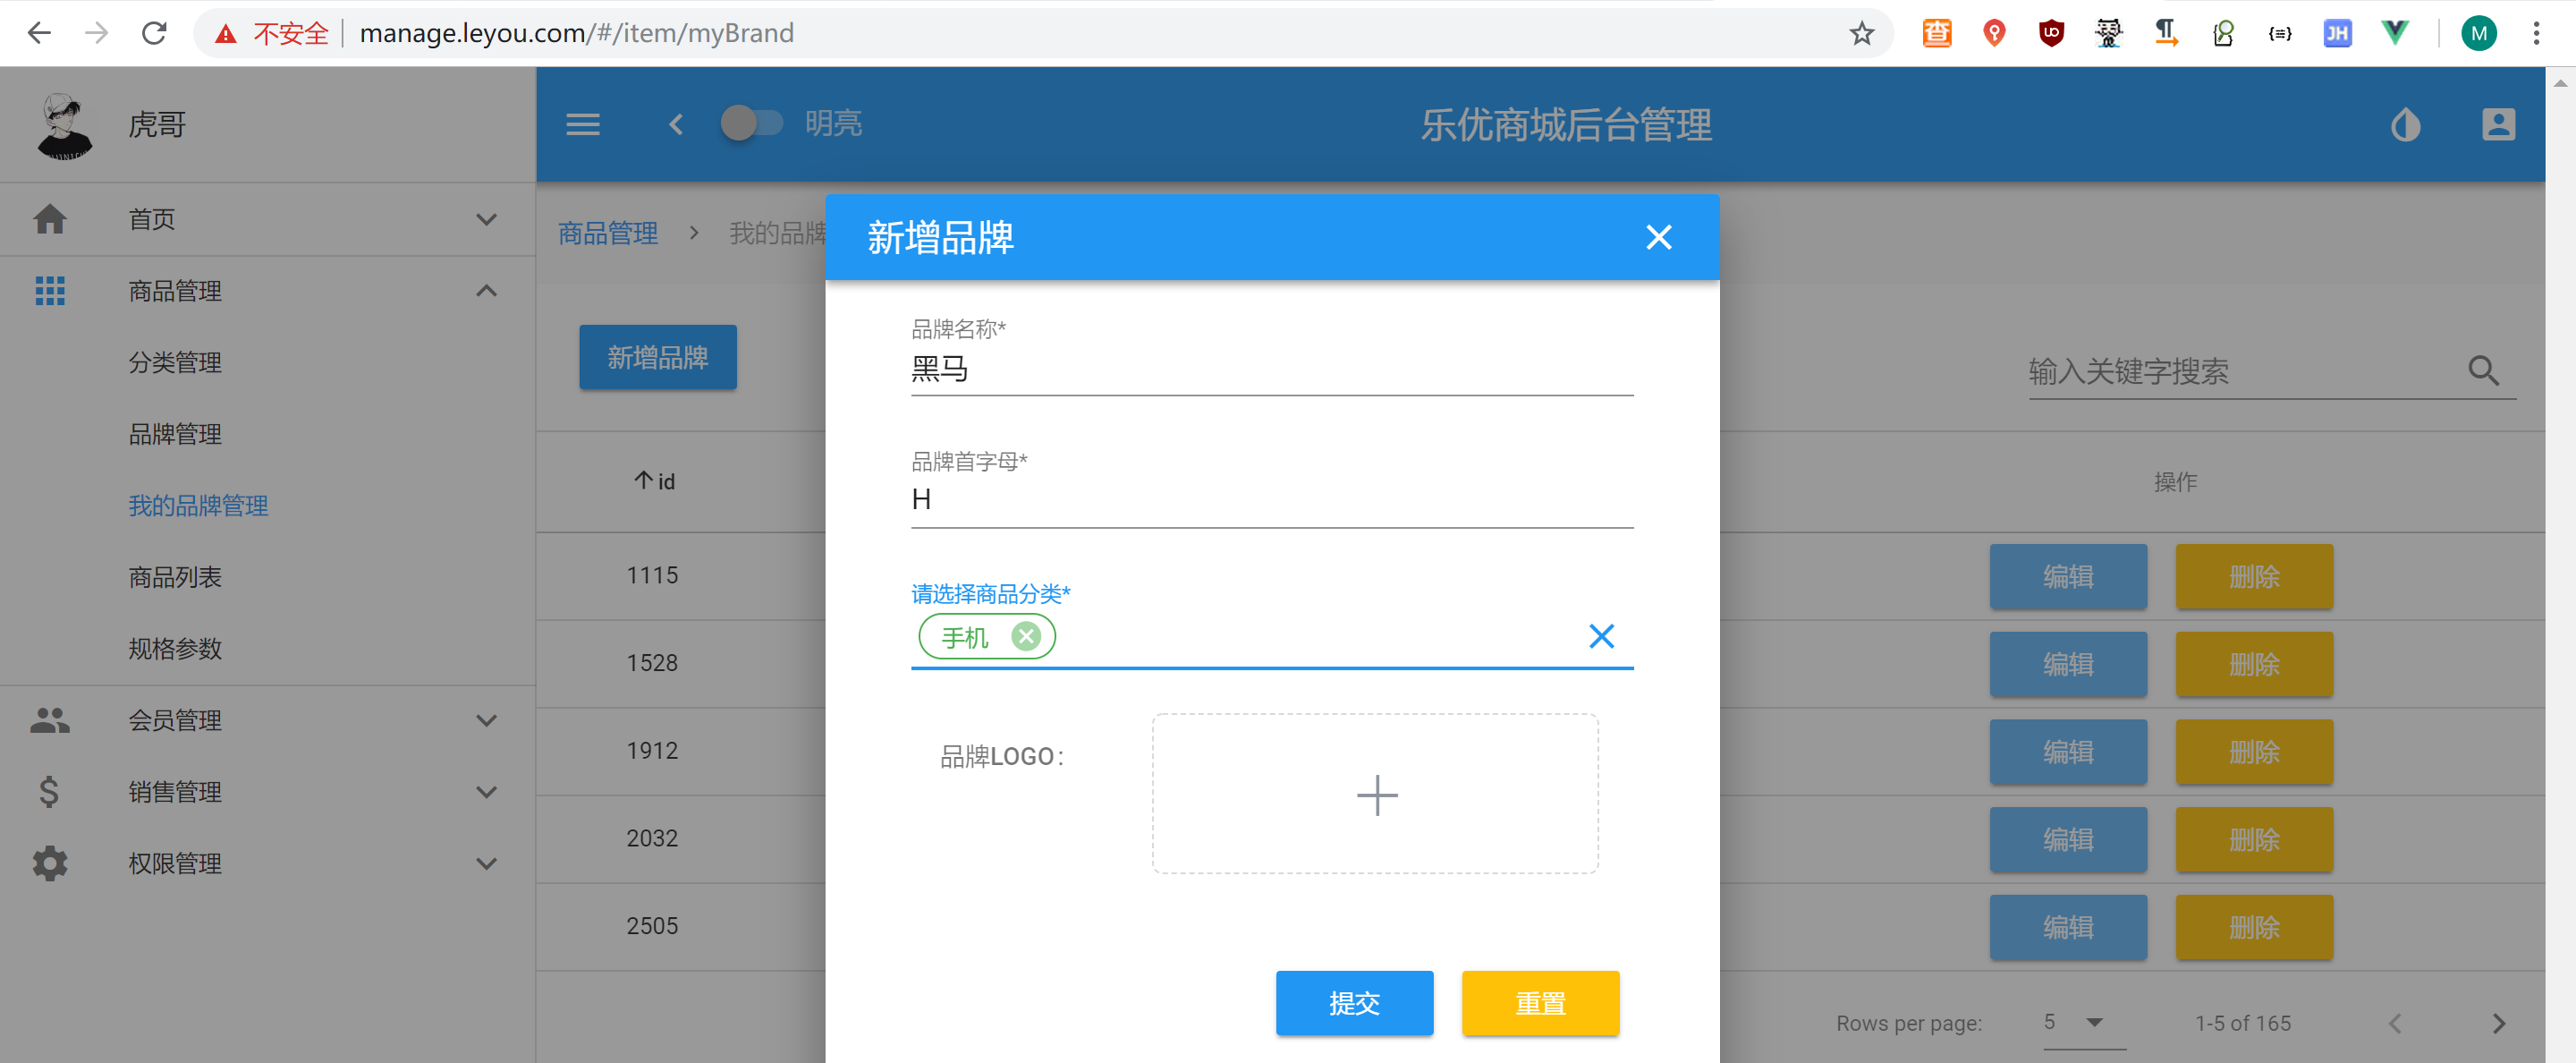 不安全 manage.leyou.com/#/item/myBrand
虎哥
明亮
乐优商城后台管理
首页
商品管理
分类管理
品牌管理
我的品牌管理
商品列表
规格参数
会员管理
销售管理
权限管理
商品管理 > 我的品牌
新增品牌
输入关键字搜索
id
操作
1115
编辑 删除
1528
编辑 删除
1912
编辑 删除
2032
编辑 删除
2505
编辑 删除
Rows per page: 5 1-5 of 165
新增品牌
品牌名称*
黑马
品牌首字母*
H
请选择商品分类*
手机
品牌LOGO：
提交 重置
查
UO
JH
M